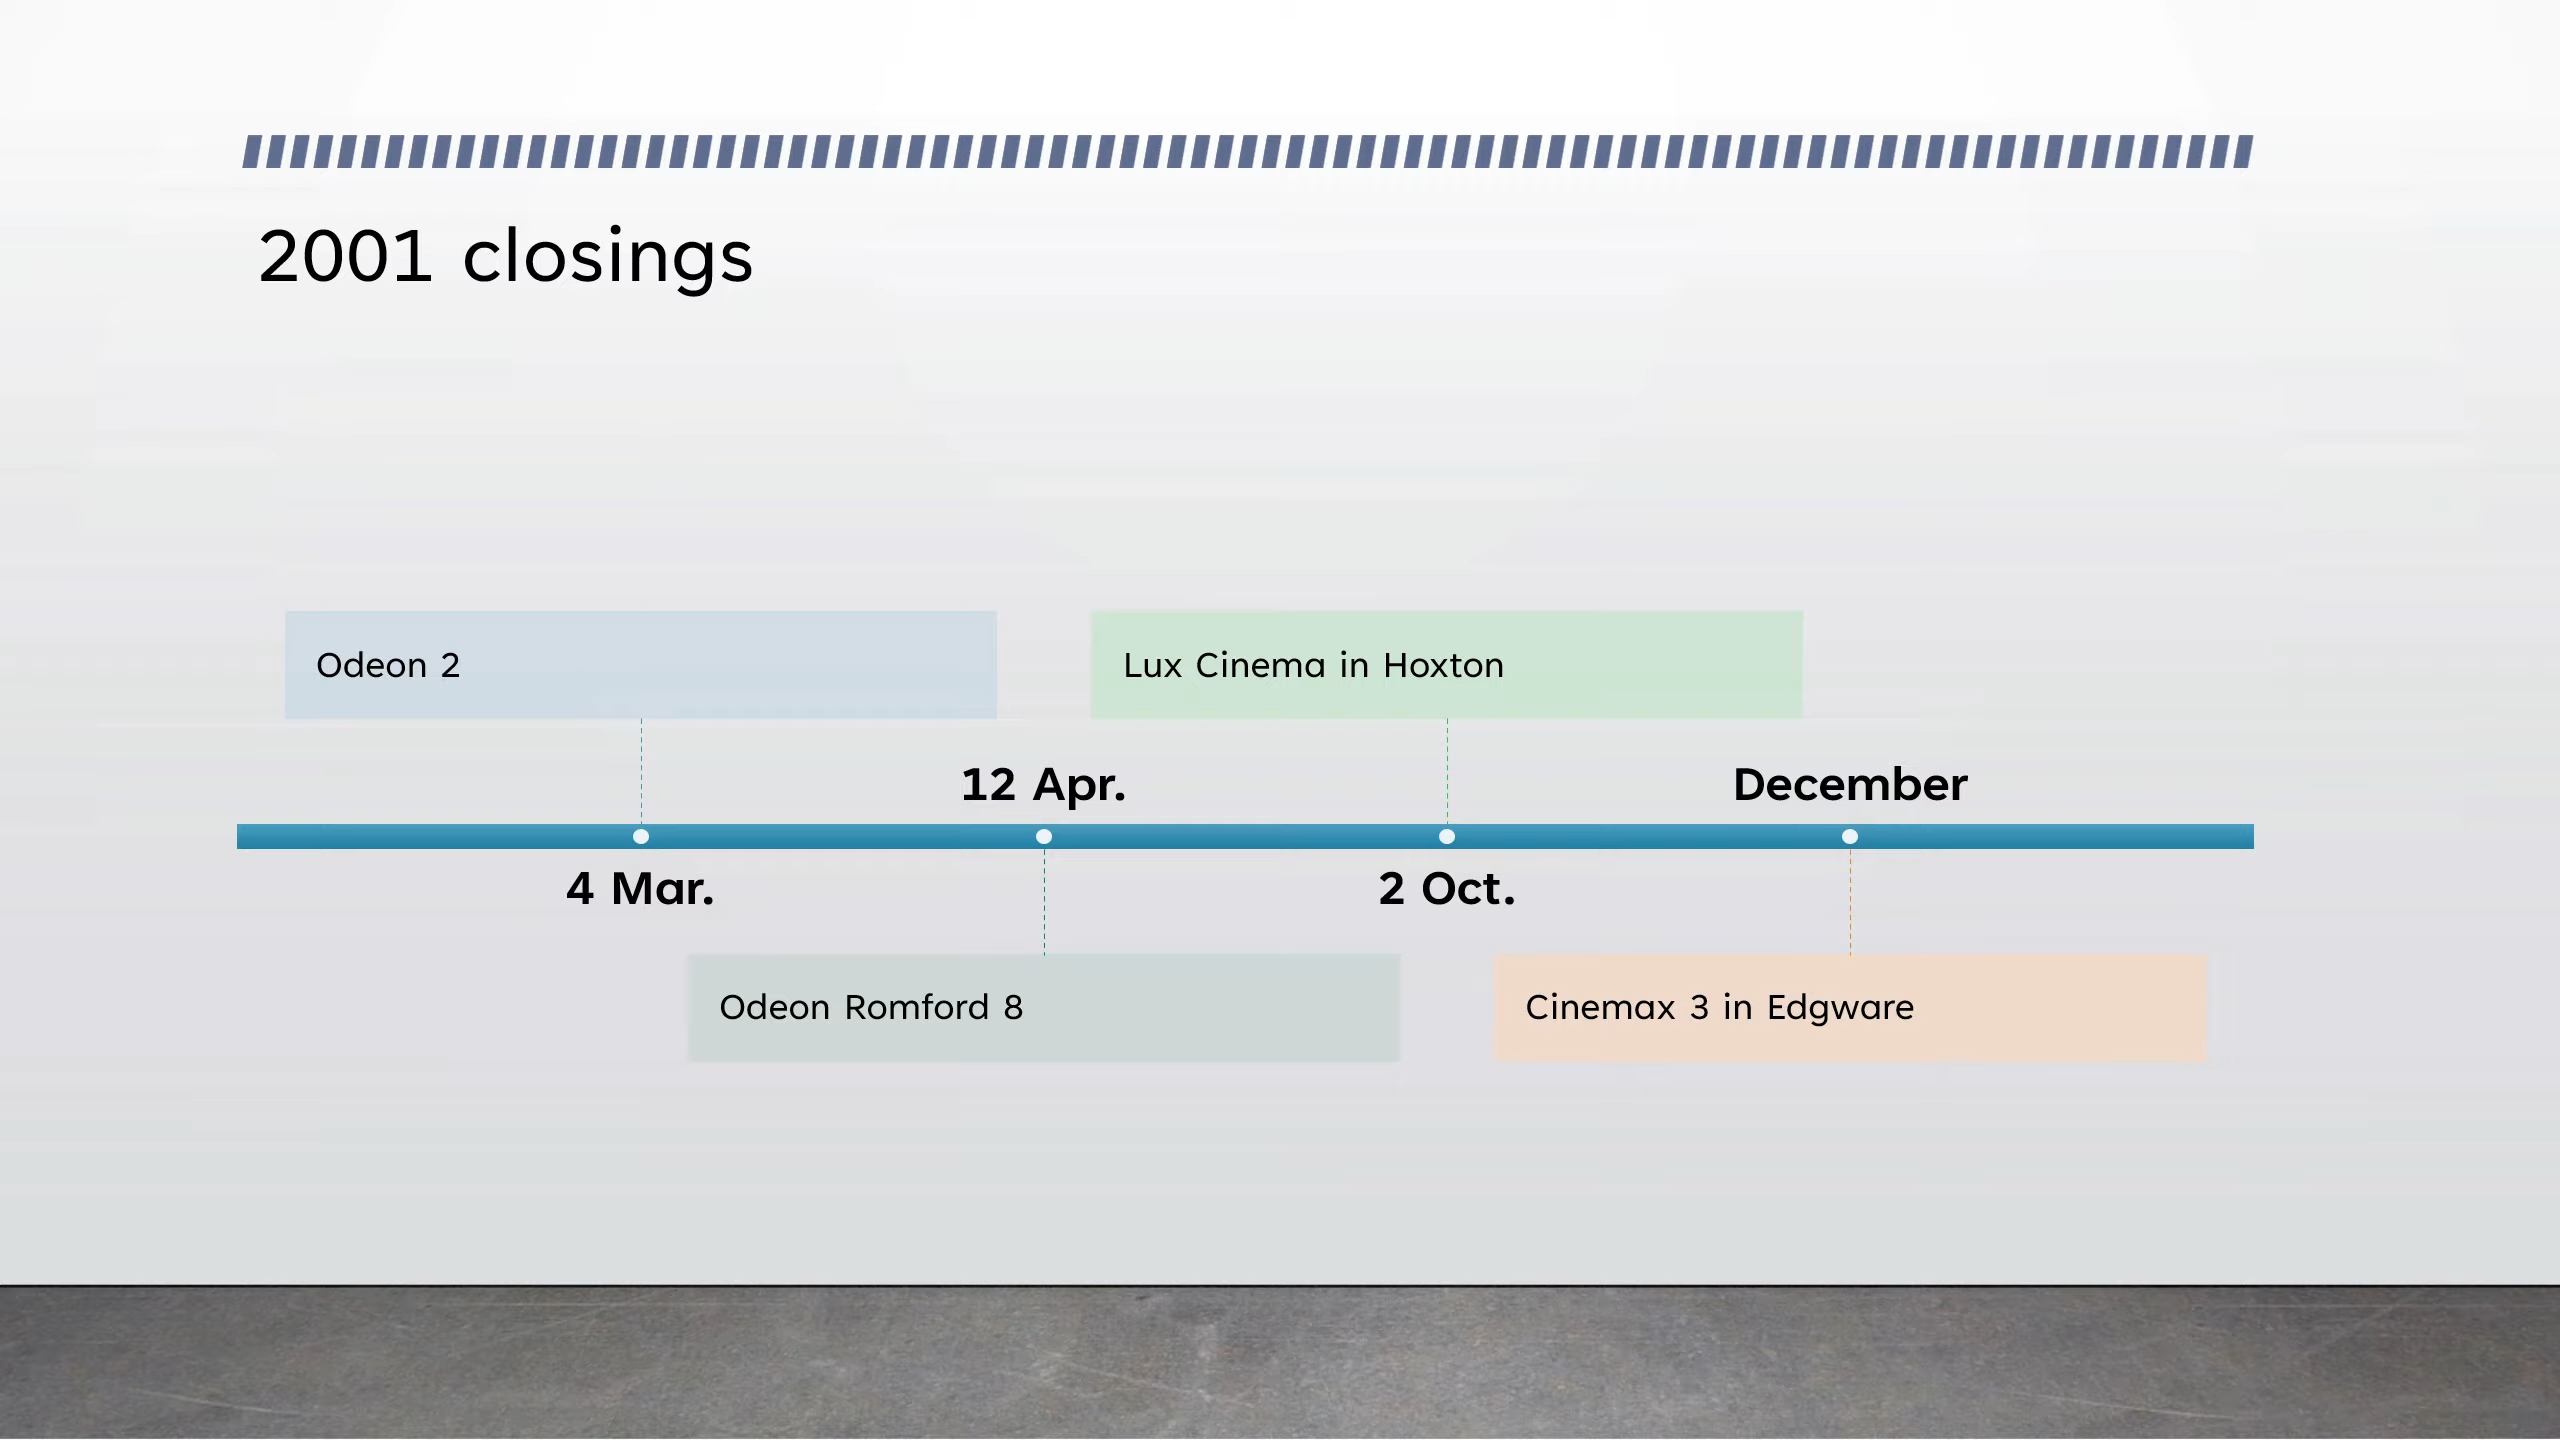 2001 closings
Odeon 2
Lux Cinema in Hoxton
12 Apr.
December
4 Mar.
2 Oct.
Odeon Romford 8
Cinemax 3 in Edgware